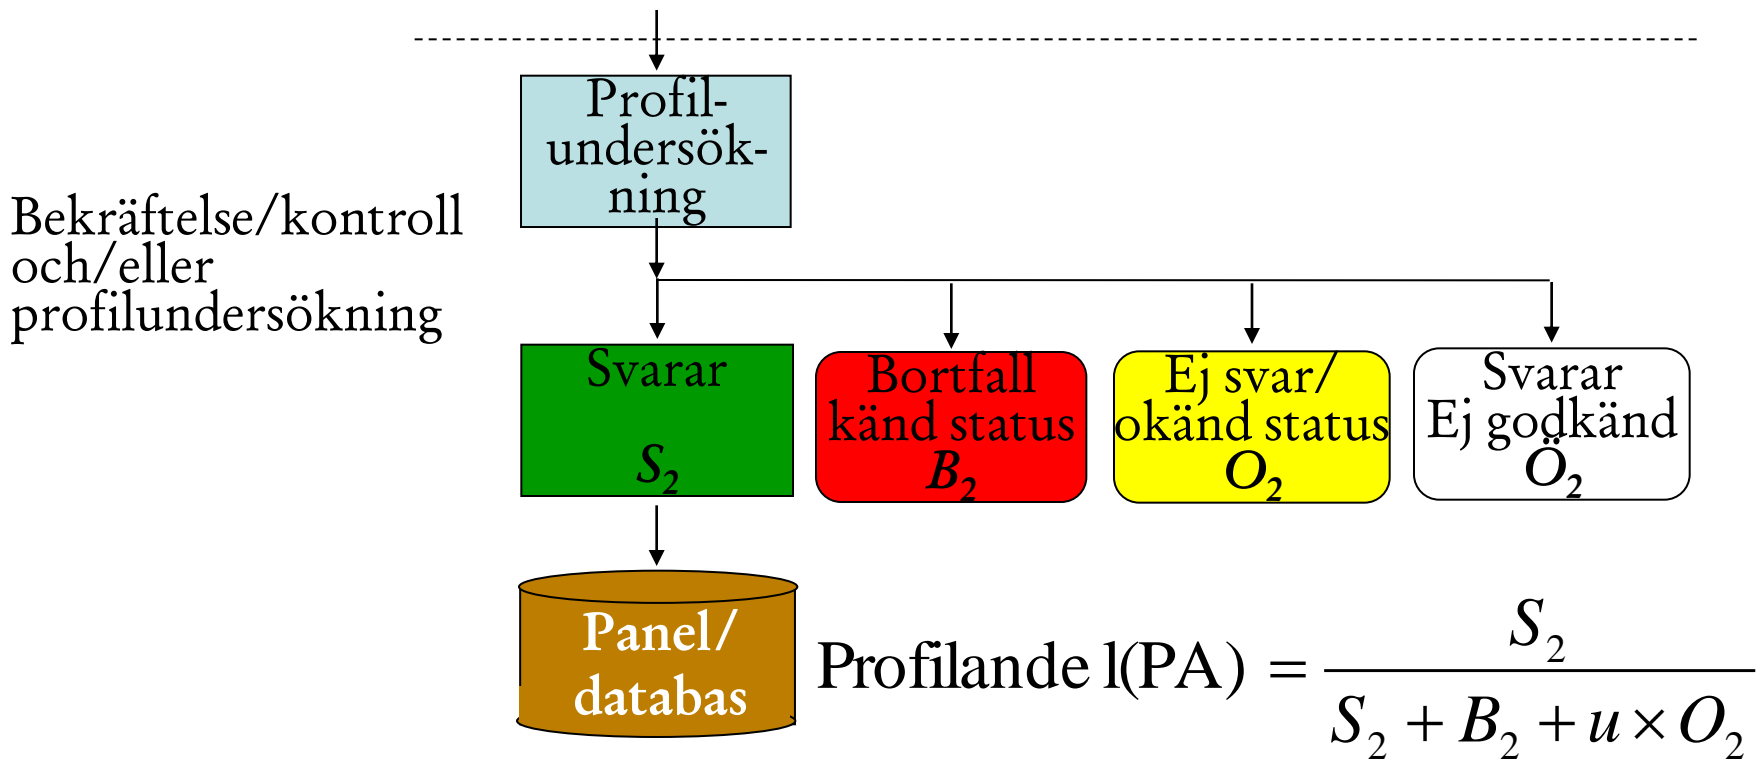 Profil-
undersök-
ning
Bekräftelse/kontroll
och/eller
profilundersökning
Svarar
S₂
Bortfall
känd status
B₂
Ej svar/
okänd status
O₂
Svarar
Ej godkänd
Ö₂
Panel/
databas
Profilande l(PA) = S₂ / (S₂ + B₂ + u × O₂)